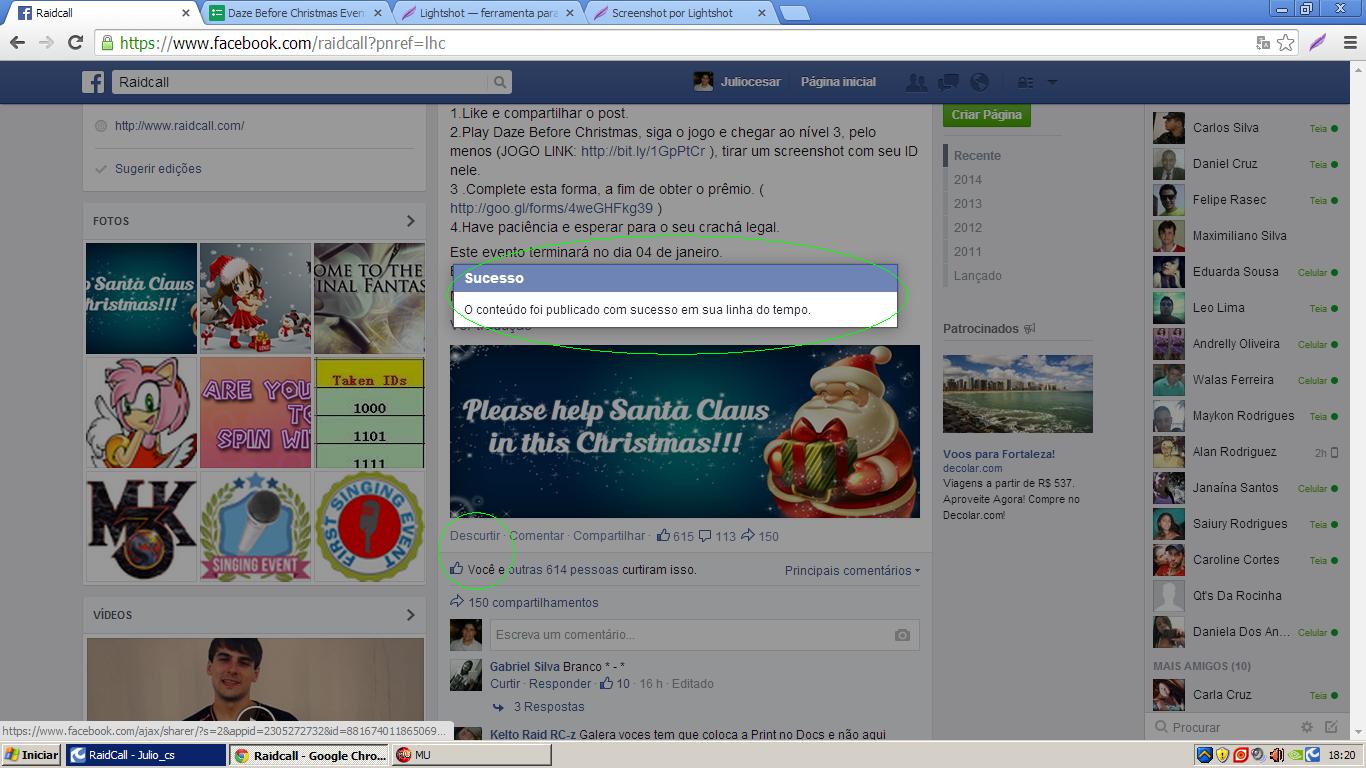 Raidcall
Daze Before Christmas Even
Lightshot — ferramenta para
Screenshot por Lightshot
https://www.facebook.com/raidcall?pnref=lhc
Raidcall
Juliocesar
Página inicial
http://www.raidcall.com/
Sugerir edições
FOTOS
Santa Claus
ristmas!!!
OME TO THE
INAL FANTAS
ARE YOU
TO
SPIN WI
Taken IDs
1000
1101
1111
MK
SINGING EVENT
FIRST SINGING EVENT
VÍDEOS
1.Like e compartilhar o post.
2.Play Daze Before Christmas, siga o jogo e chegar ao nível 3, pelo
menos (JOGO LINK: http://bit.ly/1GpPtCr ), tirar um screenshot com seu ID
nele.
3 .Complete esta forma, a fim de obter o prêmio. (
http://goo.gl/forms/4weGHFkg39 )
4.Have paciência e esperar para o seu crachá legal.
Este evento terminará no dia 04 de janeiro.
Sucesso
O conteúdo foi publicado com sucesso em sua linha do tempo.
Please help Santa Claus
in this Christmas!!!
Descurtir · Comentar · Compartilhar · 615 113 150
Você e outras 614 pessoas curtiram isso.
Principais comentários
150 compartilhamentos
Escreva um comentário...
Gabriel Silva Branco * - *
Curtir · Responder · 10 · 16 h · Editado
3 Respostas
Kelto Raid RC-z Galera voces tem que coloca a Print no Docs e não aqui
Criar Página
Recente
2014
2013
2012
2011
Lançado
Patrocinados
Voos para Fortaleza!
decolar.com
Viagens a partir de R$ 537.
Aproveite Agora! Compre no
Decolar.com!
Carlos Silva Teia
Daniel Cruz Teia
Felipe Rasec Teia
Maximiliano Silva
Eduarda Sousa Celular
Leo Lima Teia
Andrelly Oliveira Celular
Walas Ferreira Celular
Maykon Rodrigues Teia
Alan Rodriguez 2h
Janaína Santos Celular
Saiury Rodrigues Teia
Caroline Cortes Teia
Qt's Da Rocinha
Daniela Dos An... Celular
MAIS AMIGOS (10)
Carla Cruz Teia
Procurar
https://www.facebook.com/ajax/sharer/?s=2&appid=2305272732&id=881674011865069...
Iniciar
RaidCall - Julio_cs
Raidcall - Google Chro...
MU
18:20